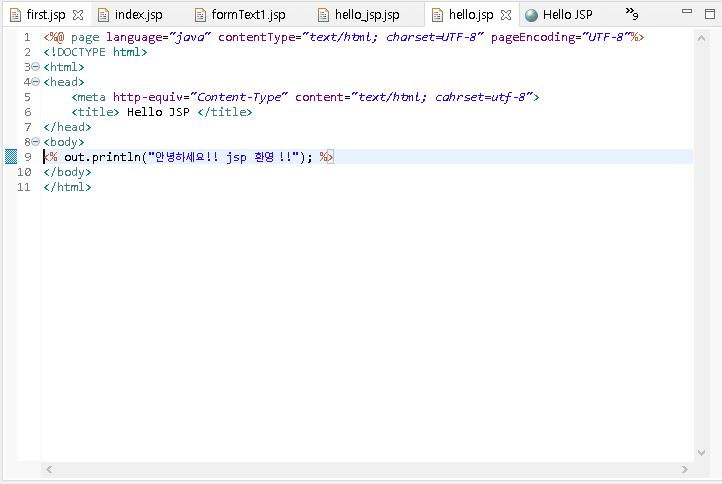 first.jsp index.jsp formText1.jsp hello_jsp.jsp hello.jsp Hello JSP »9
1 <%@ page language="java" contentType="text/html; charset=UTF-8" pageEncoding="UTF-8"%>
2 <!DOCTYPE html>
3 <html>
4 <head>
5 <meta http-equiv="Content-Type" content="text/html; cahrset=utf-8">
6 <title> Hello JSP </title>
7 </head>
8 <body>
9 <% out.println("안녕하세요!! jsp 환영 !!"); %>
10 </body>
11 </html>